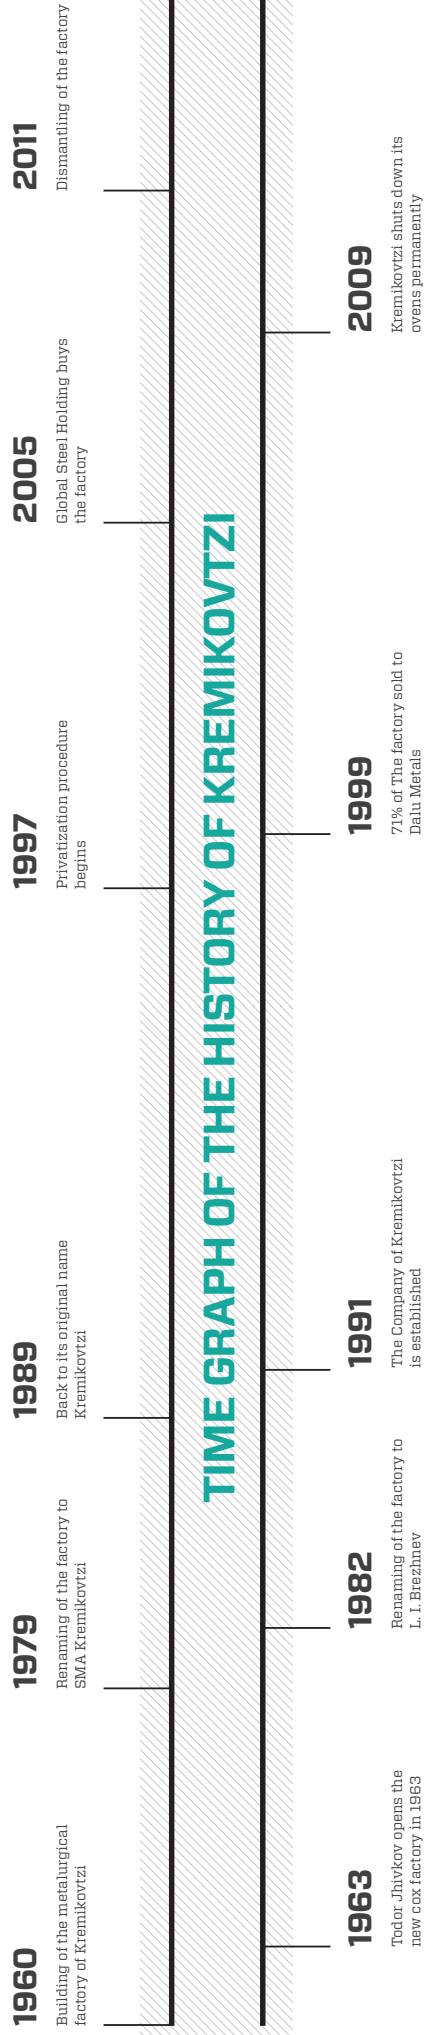 1960
Building of the metalurgical
factory of Kremikovtzi
1979
Renaming of the factory to
SMA Kremikovtzi
1989
Back to its original name
Kremikovtzi
1997
Privatization procedure
begins
2005
Global Steel Holding buys
the factory
2011
Dismantling of the factory
TIME GRAPH OF THE HISTORY OF KREMIKOVTZI
1963
Todor Jhivkov opens the
new cox factory in 1963
1982
Renaming of the factory to
L. I. Brezhnev
1991
The Company of Kremikovtzi
is established
1999
71% of The factory sold to
Dalu Metals
2009
Kremikovtzi shuts down its
ovens permanently